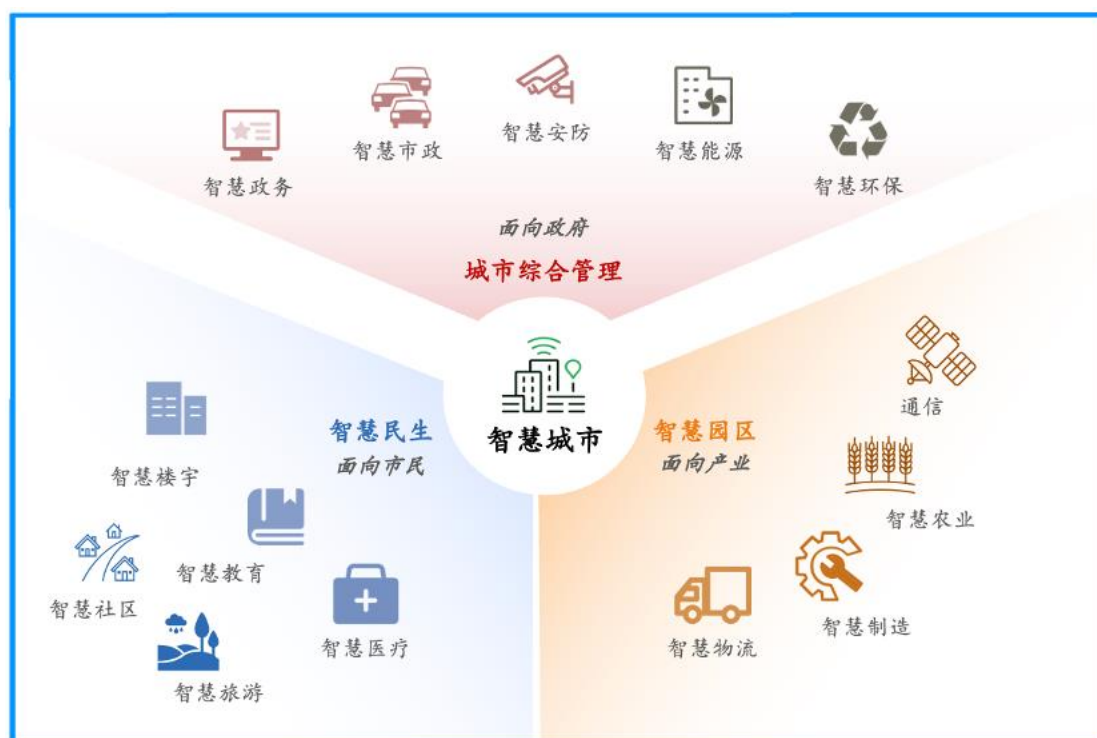 智慧政务
智慧市政
智慧安防
智慧能源
智慧环保
面向政府
城市综合管理
智慧城市
智慧民生
面向市民
智慧楼宇
智慧教育
智慧社区
智慧医疗
智慧旅游
智慧园区
面向产业
通信
智慧农业
智慧制造
智慧物流